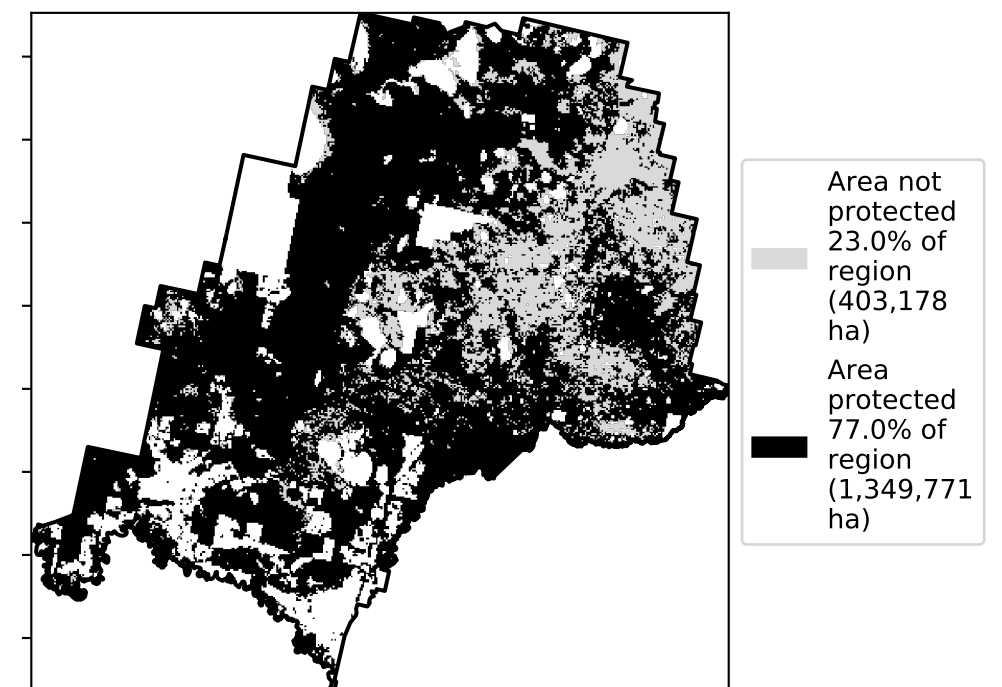 Area not
protected
23.0% of
region
(403,178
ha)
Area
protected
77.0% of
region
(1,349,771
ha)